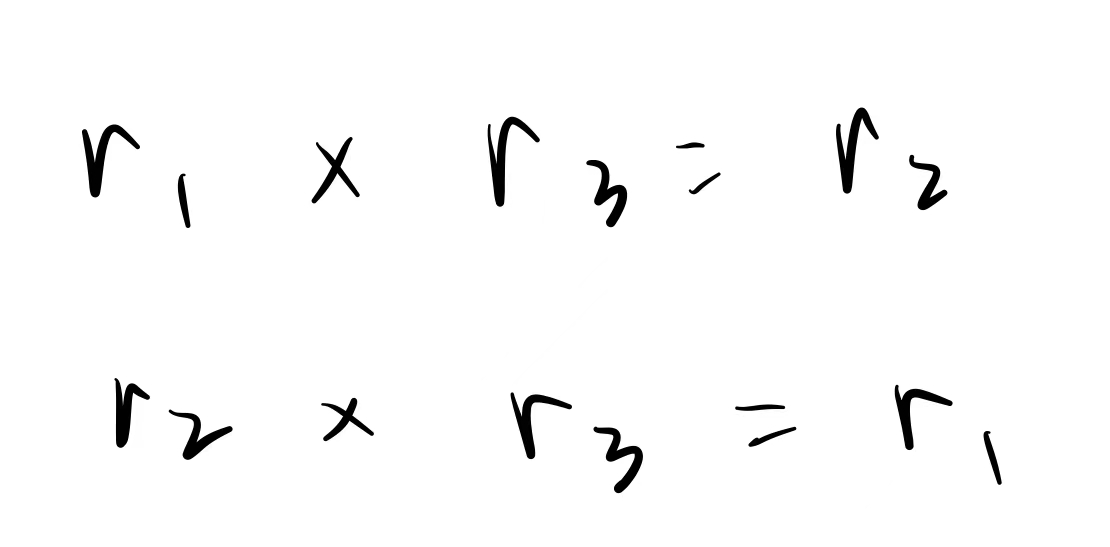 r₁ × r₃ = r₂
r₂ × r₃ = r₁